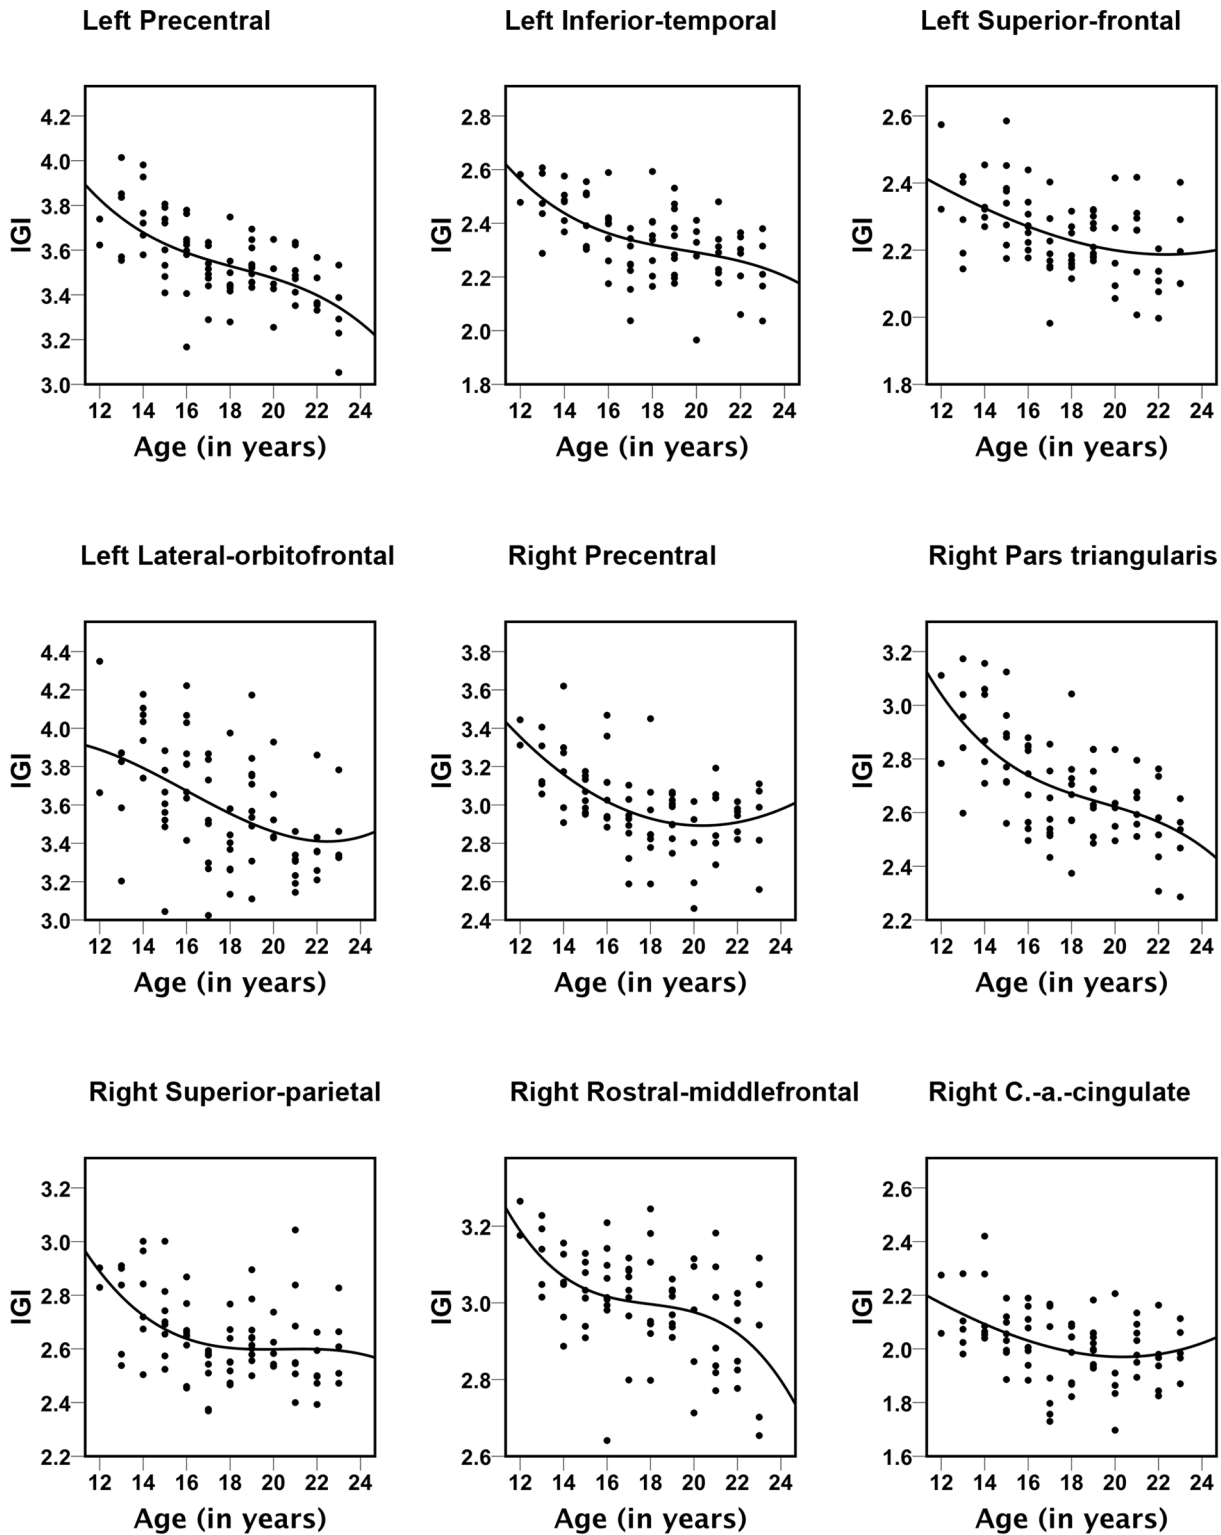 Left Precentral
Left Inferior-temporal
Left Superior-frontal
4.2
4.0
3.8
3.6
3.4
3.2
3.0
IGI
12 14 16 18 20 22 24
Age (in years)
2.8
2.6
2.4
2.2
2.0
1.8
IGI
12 14 16 18 20 22 24
Age (in years)
2.6
2.4
2.2
2.0
1.8
IGI
12 14 16 18 20 22 24
Age (in years)
Left Lateral-orbitofrontal
Right Precentral
Right Pars triangularis
4.4
4.2
4.0
3.8
3.6
3.4
3.2
3.0
IGI
12 14 16 18 20 22 24
Age (in years)
3.8
3.6
3.4
3.2
3.0
2.8
2.6
2.4
IGI
12 14 16 18 20 22 24
Age (in years)
3.2
3.0
2.8
2.6
2.4
2.2
IGI
12 14 16 18 20 22 24
Age (in years)
Right Superior-parietal
Right Rostral-middlefrontal
Right C.-a.-cingulate
3.2
3.0
2.8
2.6
2.4
2.2
IGI
12 14 16 18 20 22 24
Age (in years)
3.2
3.0
2.8
2.6
IGI
12 14 16 18 20 22 24
Age (in years)
2.6
2.4
2.2
2.0
1.8
1.6
IGI
12 14 16 18 20 22 24
Age (in years)